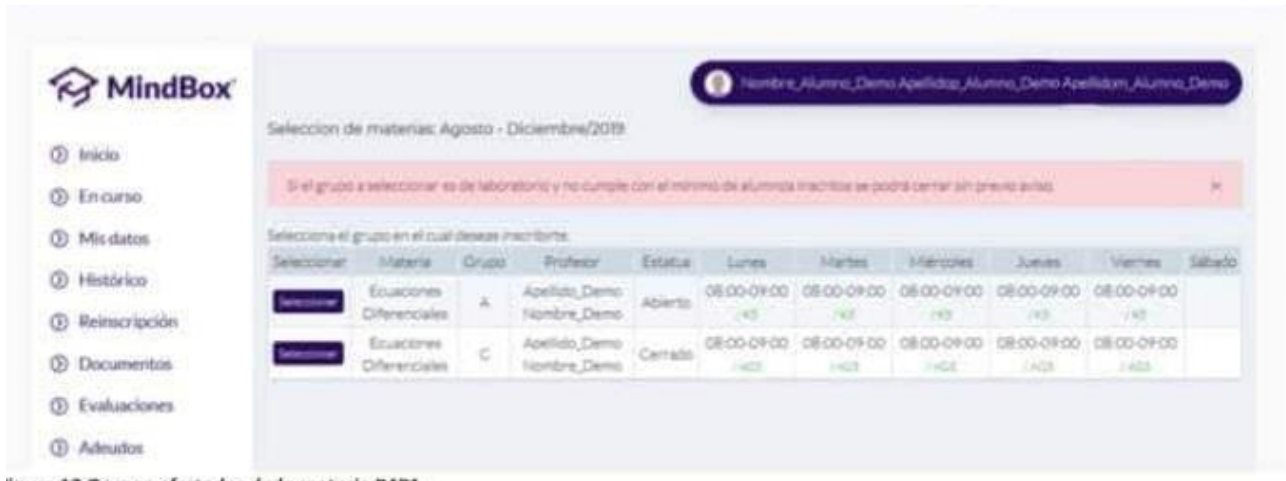 MindBox
Nombre_Alumno_Demo Apellidop_Alumno_Demo Apellidom_Alumno_Demo
Seleccion de materias: Agosto - Diciembre/2019
Inicio
En curso
Mis datos
Histórico
Reinscripción
Documentos
Evaluaciones
Adeudos
Si el grupo a seleccionar es de laboratorio y no cumple con el mínimo de alumnos inscritos se podrá cerrar sin previo aviso.
Selecciona el grupo en el cual deseas inscribirte.
Seleccionar Materia Grupo Profesor Estatus Lunes Martes Miércoles Jueves Viernes Sábado
Seleccionar Ecuaciones Diferenciales A Apellido_Demo Nombre_Demo Abierto 08:00-09:00 08:00-09:00 08:00-09:00 08:00-09:00 08:00-09:00
Seleccionar Ecuaciones Diferenciales C Apellido_Demo Nombre_Demo Cerrado 08:00-09:00 08:00-09:00 08:00-09:00 08:00-09:00 08:00-09:00